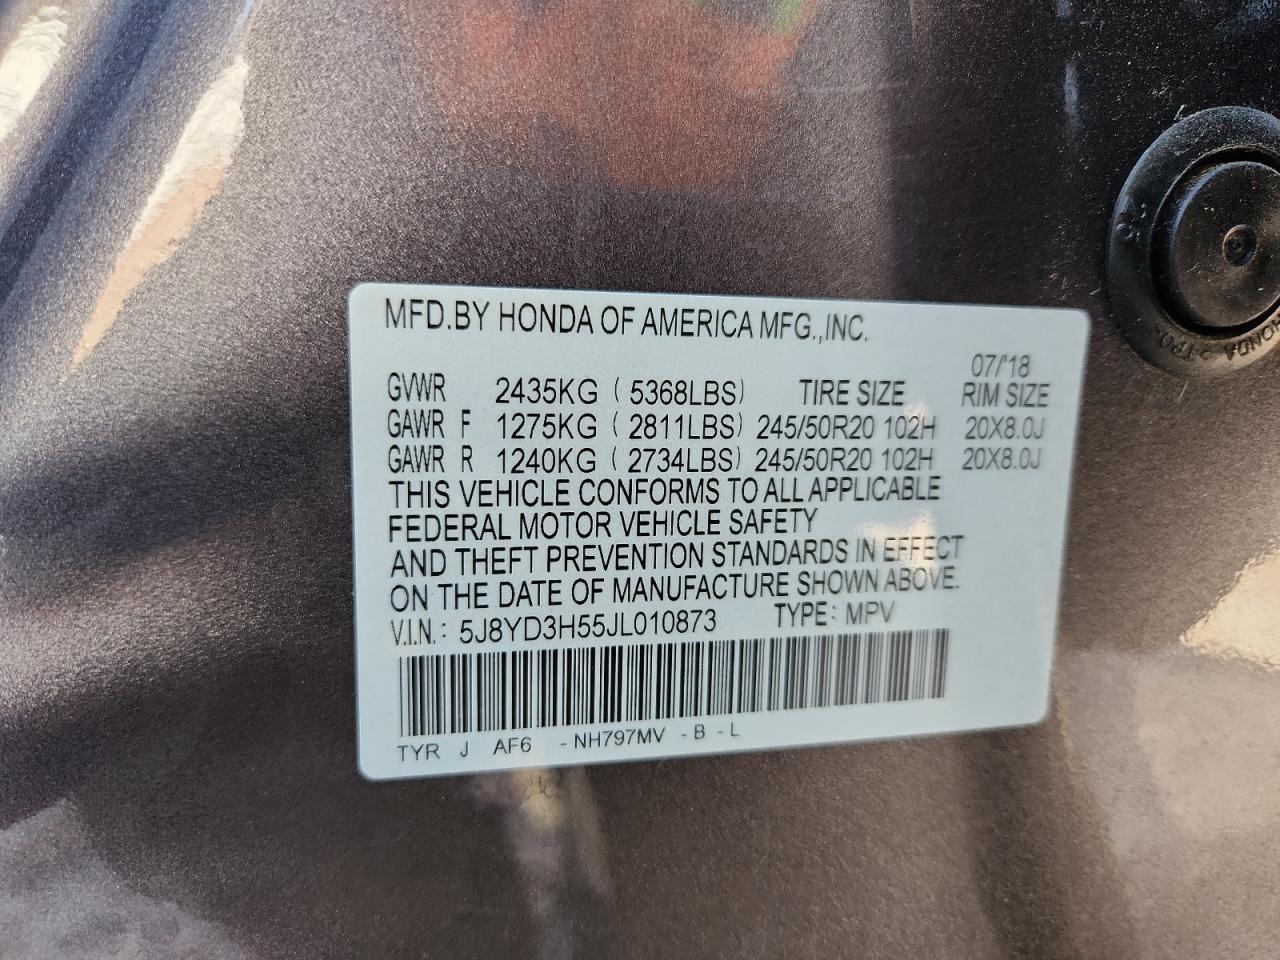 MFD.BY HONDA OF AMERICA MFG.,INC.
07/'18
GVWR 2435KG ( 5368LBS) TIRE SIZE RIM SIZE
GAWR F 1275KG ( 2811LBS) 245/50R20 102H 20X8.0J
GAWR R 1240KG ( 2734LBS) 245/50R20 102H 20X8.0J
THIS VEHICLE CONFORMS TO ALL APPLICABLE
FEDERAL MOTOR VEHICLE SAFETY
AND THEFT PREVENTION STANDARDS IN EFFECT
ON THE DATE OF MANUFACTURE SHOWN ABOVE.
V.I.N.: 5J8YD3H55JL010873 TYPE: MPV
TYR J AF6 -NH797MV -B -L
HONDA